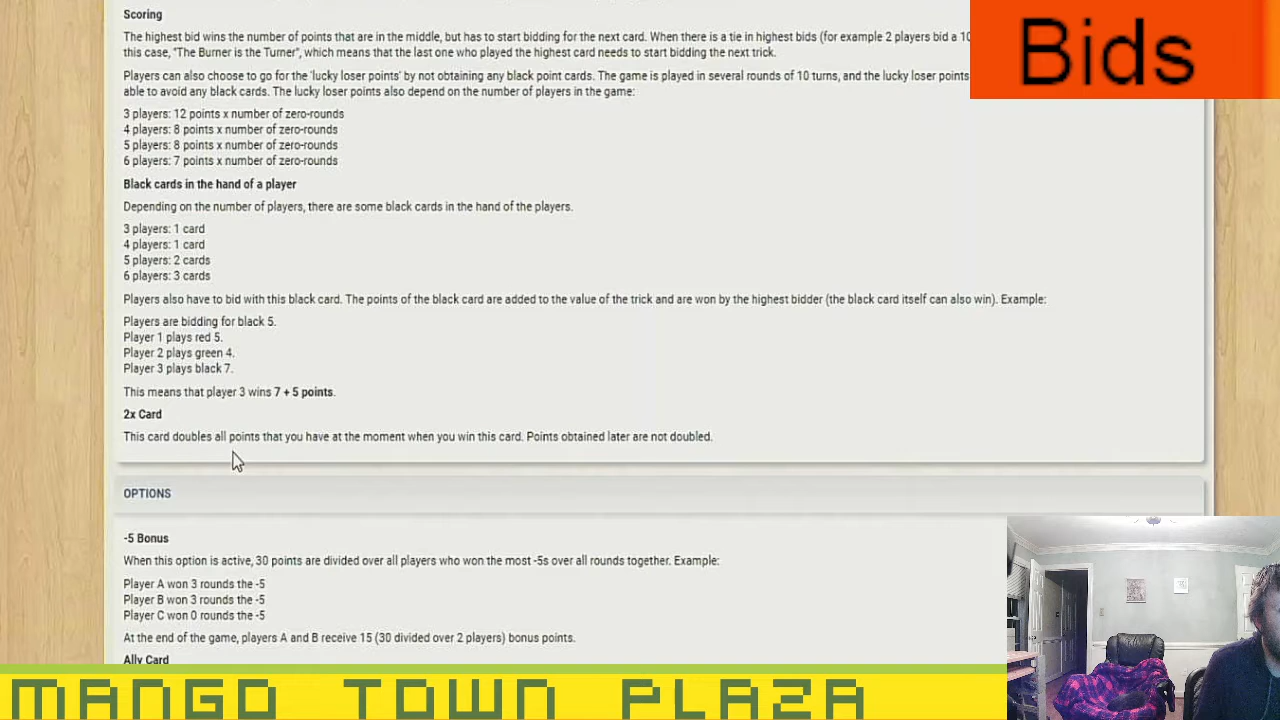 Scoring
The highest bid wins the number of points that are in the middle, but has to start bidding for the next card. When there is a tie in highest bids (for example 2 players bid a 10
this case, "The Burner is the Turner", which means that the last one who played the highest card needs to start bidding the next trick.
Players can also choose to go for the 'lucky loser points' by not obtaining any black point cards. The game is played in several rounds of 10 turns, and the lucky loser points
able to avoid any black cards. The lucky loser points also depend on the number of players in the game:
3 players: 12 points x number of zero-rounds
4 players: 8 points x number of zero-rounds
5 players: 8 points x number of zero-rounds
6 players: 7 points x number of zero-rounds
Black cards in the hand of a player
Depending on the number of players, there are some black cards in the hand of the players.
3 players: 1 card
4 players: 1 card
5 players: 2 cards
6 players: 3 cards
Players also have to bid with this black card. The points of the black card are added to the value of the trick and are won by the highest bidder (the black card itself can also win). Example:
Players are bidding for black 5.
Player 1 plays red 5.
Player 2 plays green 4.
Player 3 plays black 7.
This means that player 3 wins 7 + 5 points.
2x Card
This card doubles all points that you have at the moment when you win this card. Points obtained later are not doubled.
OPTIONS
-5 Bonus
When this option is active, 30 points are divided over all players who won the most -5s over all rounds together. Example:
Player A won 3 rounds the -5
Player B won 3 rounds the -5
Player C won 0 rounds the -5
At the end of the game, players A and B receive 15 (30 divided over 2 players) bonus points.
Ally Card
Bids
MANGO TOWN PLAZA